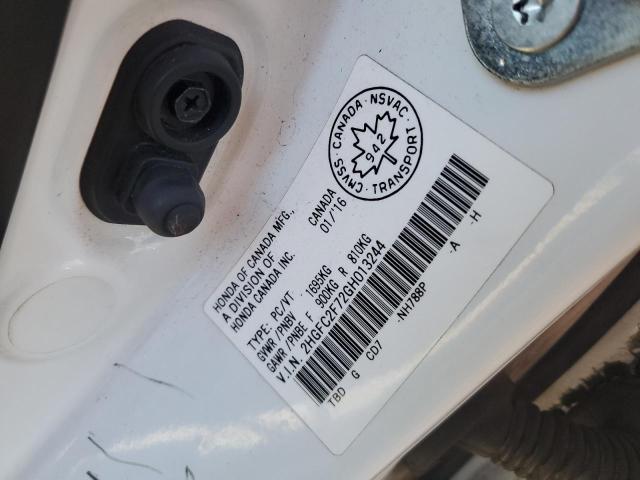 HONDA OF CANADA MFG., CANADA
A DIVISION OF 01/'16
HONDA CANADA INC.
TYPE: PC/VT
GVWR /PNBV 1695KG
GAWR /PNBE F 900KG R 810KG
V.I.N. 2HGFC2F72GH013244
TBD G CD7 -NH788P -A -H
CMVSS · CANADA · NSVAC
942
· TRANSPORT ·